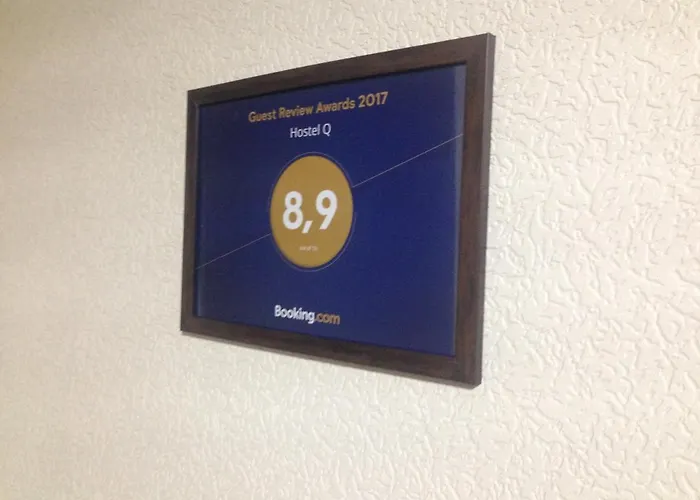 Guest Review Awards 2017
Hostel Q
8,9
Booking.com